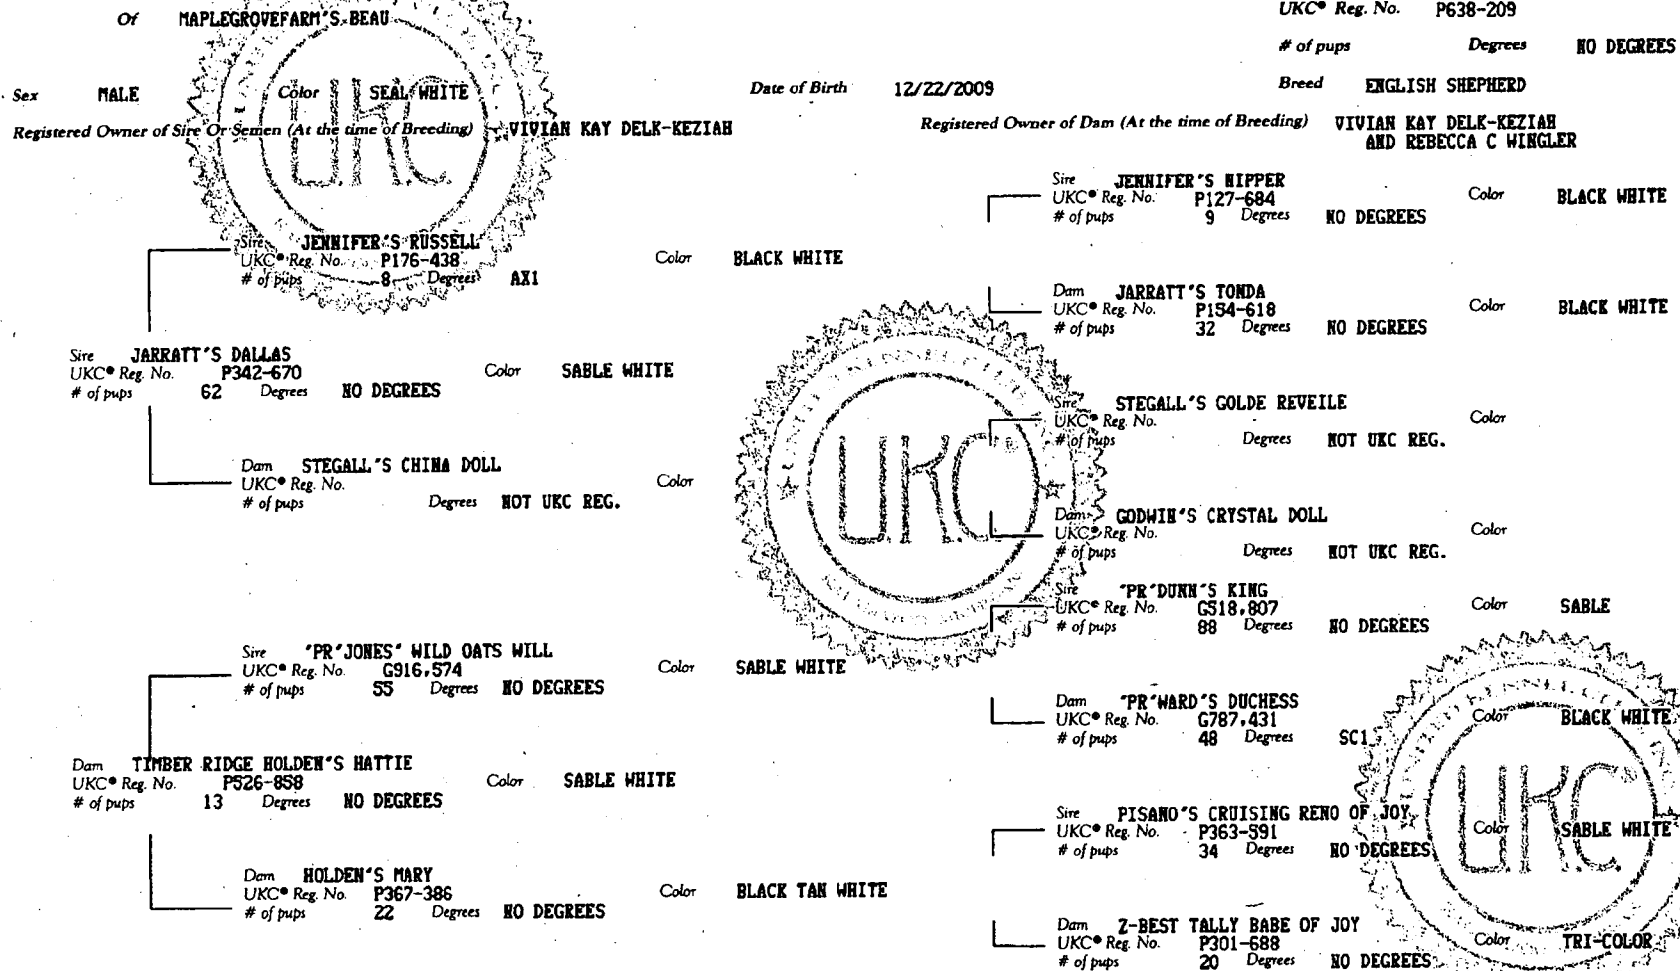 Of MAPLEGROVEFARM'S BEAU
UKC® Reg. No. P638-209
# of pups Degrees NO DEGREES
Sex MALE Color SEAL WHITE Date of Birth 12/22/2009 Breed ENGLISH SHEPHERD
Registered Owner of Sire Or Semen (At the time of Breeding) VIVIAN KAY DELK-KEZIAH Registered Owner of Dam (At the time of Breeding) VIVIAN KAY DELK-KEZIAH
AND REBECCA C WINGLER
Sire JENNIFER'S NIPPER
UKC® Reg. No. P127-684 Color BLACK WHITE
# of pups 9 Degrees NO DEGREES
Sire JENNIFER'S RUSSELL
UKC® Reg. No. P176-438 Color BLACK WHITE
# of pups 8 Degrees AX1
Dam JARRATT'S TONDA
UKC® Reg. No. P154-618 Color BLACK WHITE
# of pups 32 Degrees NO DEGREES
Sire JARRATT'S DALLAS
UKC® Reg. No. P342-670 Color SABLE WHITE
# of pups 62 Degrees NO DEGREES
Sire STEGALL'S GOLDE REVEILE
UKC® Reg. No. Color
# of pups Degrees NOT UKC REG.
Dam STEGALL'S CHINA DOLL
UKC® Reg. No. Color
# of pups Degrees NOT UKC REG.
Dam GODWIN'S CRYSTAL DOLL
UKC® Reg. No. Color
# of pups Degrees NOT UKC REG.
Sire 'PR'DUNN'S KING
UKC® Reg. No. G518,807 Color SABLE
# of pups 88 Degrees NO DEGREES
Sire 'PR'JONES' WILD OATS WILL
UKC® Reg. No. G916,574 Color SABLE WHITE
# of pups 55 Degrees NO DEGREES
Dam 'PR'WARD'S DUCHESS
UKC® Reg. No. G787,431 Color BLACK WHITE
# of pups 48 Degrees SC1
Dam TIMBER RIDGE HOLDEN'S HATTIE
UKC® Reg. No. P526-858 Color SABLE WHITE
# of pups 13 Degrees NO DEGREES
Sire PISANO'S CRUISING RENO OF JOY
UKC® Reg. No. P363-591 Color SABLE WHITE
# of pups 34 Degrees NO DEGREES
Dam HOLDEN'S MARY
UKC® Reg. No. P367-386 Color BLACK TAN WHITE
# of pups 22 Degrees NO DEGREES
Dam Z-BEST TALLY BABE OF JOY
UKC® Reg. No. P301-688 Color TRI-COLOR
# of pups 20 Degrees NO DEGREES
U.K.C.
UNITED KENNEL CLUB
U.K.C.
U.K.C.